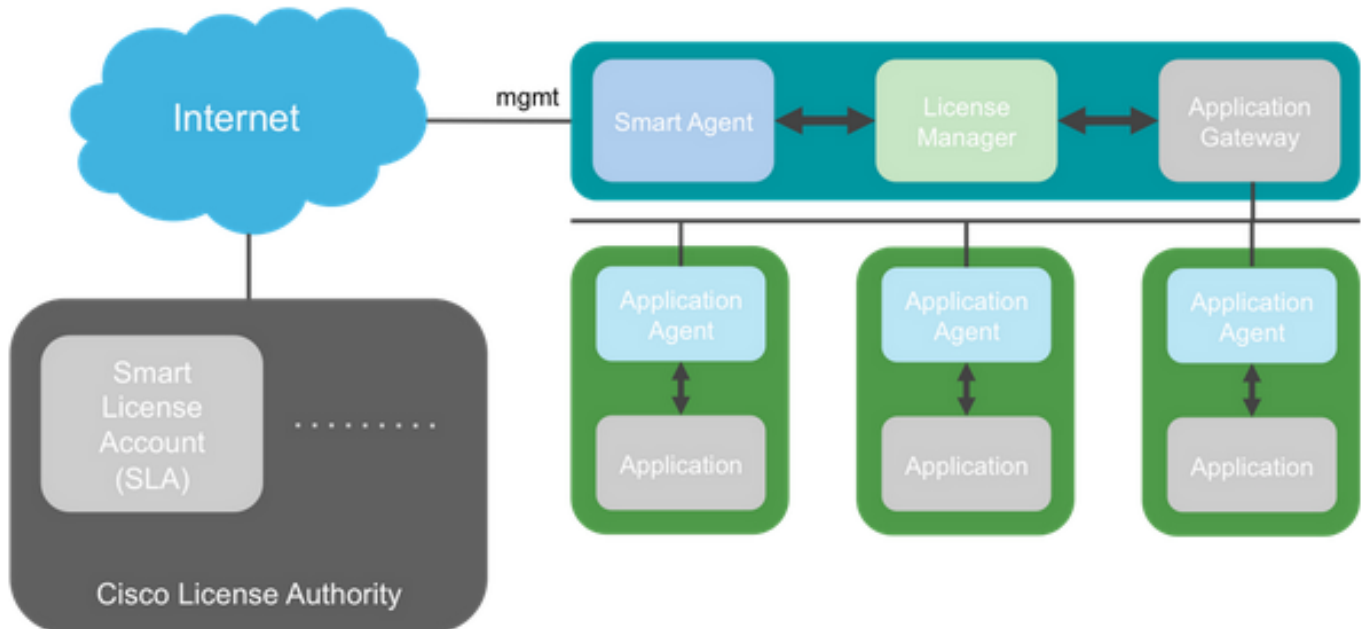 Internet
mgmt
Smart Agent
License
Manager
Application
Gateway
Application
Agent
Application
Application
Agent
Application
Application
Agent
Application
Smart
License
Account
(SLA)
.........
Cisco License Authority